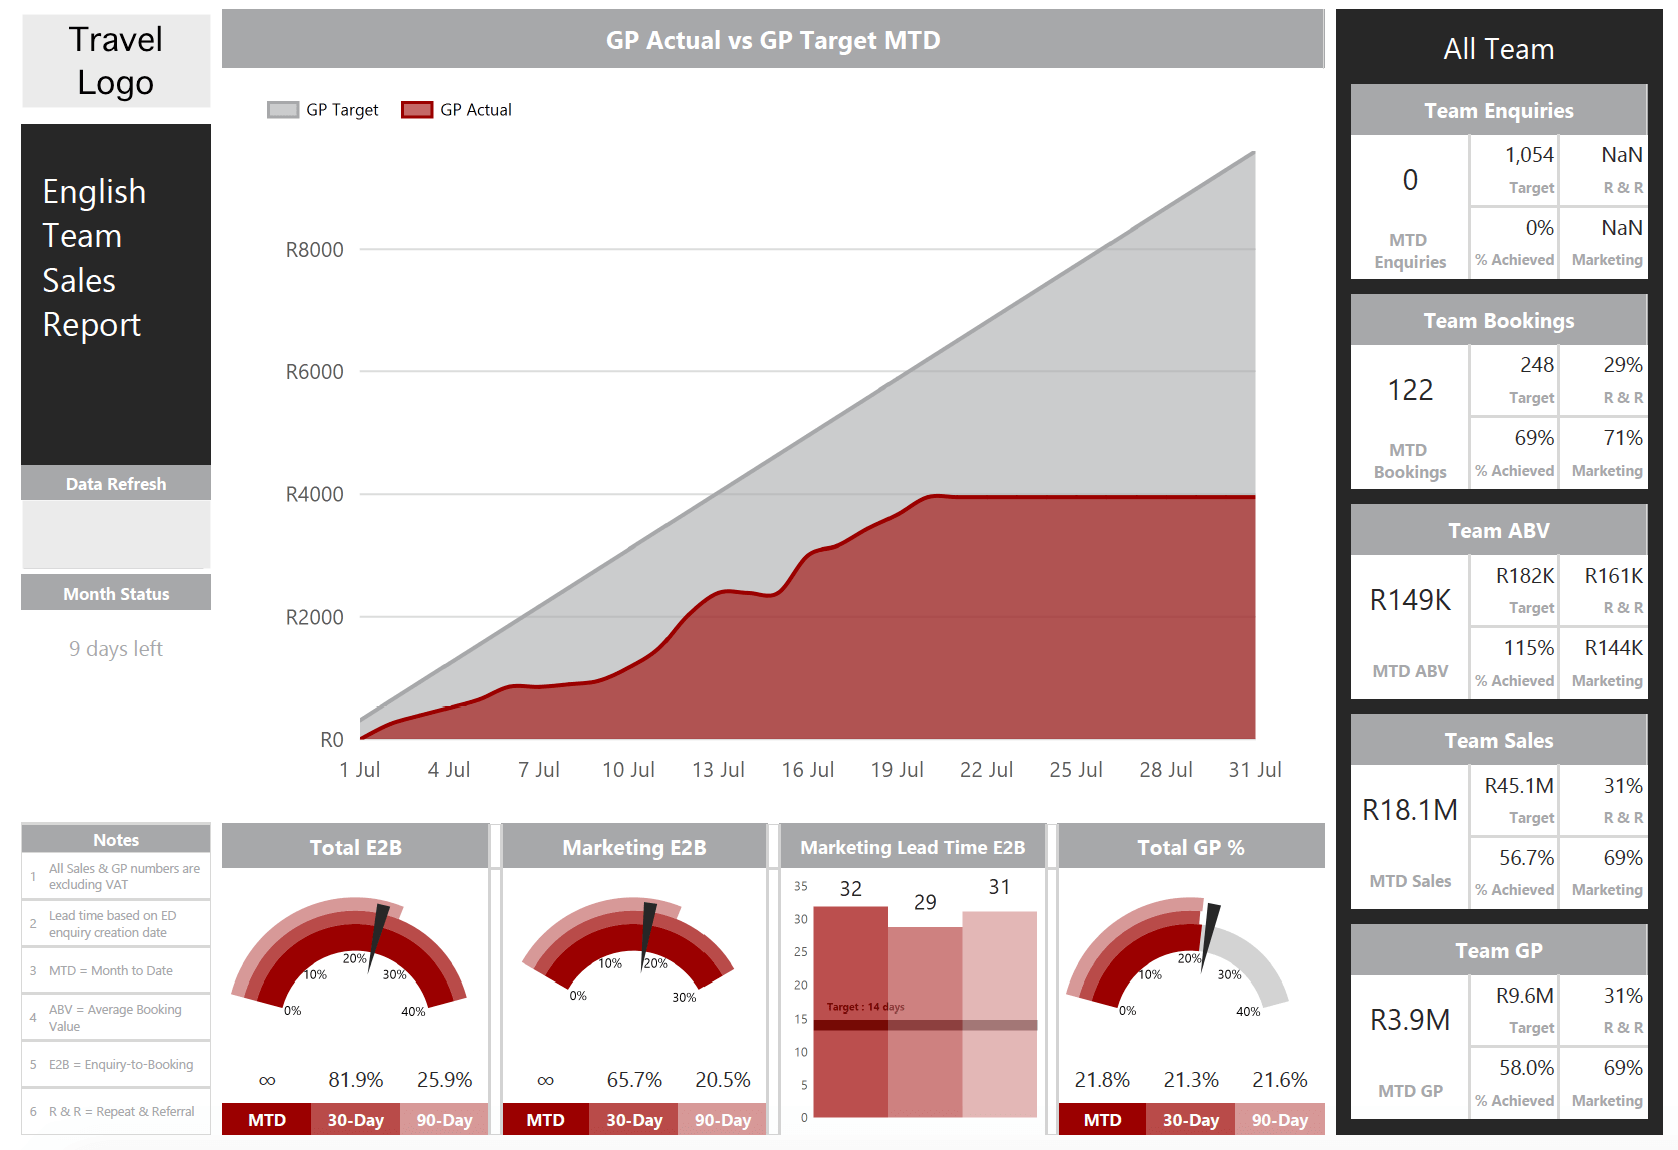 Travel
Logo
English
Team
Sales
Report
Data Refresh
Month Status
9 days left
GP Actual vs GP Target MTD
GP Target
GP Actual
R8000
R6000
R4000
R2000
R0
1 Jul
4 Jul
7 Jul
10 Jul
13 Jul
16 Jul
19 Jul
22 Jul
25 Jul
28 Jul
31 Jul
All Team
Team Enquiries
0
MTD
Enquiries
1,054
Target
NaN
R & R
0%
% Achieved
NaN
Marketing
Team Bookings
122
MTD
Bookings
248
Target
29%
R & R
69%
% Achieved
71%
Marketing
Team ABV
R149K
MTD ABV
R182K
Target
R161K
R & R
115%
% Achieved
R144K
Marketing
Team Sales
R18.1M
MTD Sales
R45.1M
Target
31%
R & R
56.7%
% Achieved
69%
Marketing
Team GP
R3.9M
MTD GP
R9.6M
Target
31%
R & R
58.0%
% Achieved
69%
Marketing
Notes
1
All Sales & GP numbers are
excluding VAT
2
Lead time based on ED
enquiry creation date
3
MTD = Month to Date
4
ABV = Average Booking
Value
5
E2B = Enquiry-to-Booking
6
R & R = Repeat & Referral
Total E2B
0%
10%
20%
30%
40%
∞
81.9%
25.9%
MTD
30-Day
90-Day
Marketing E2B
0%
10%
20%
30%
∞
65.7%
20.5%
MTD
30-Day
90-Day
Marketing Lead Time E2B
35
30
25
20
15
10
5
0
32
29
31
Target : 14 days
Total GP %
0%
10%
20%
30%
40%
21.8%
21.3%
21.6%
MTD
30-Day
90-Day